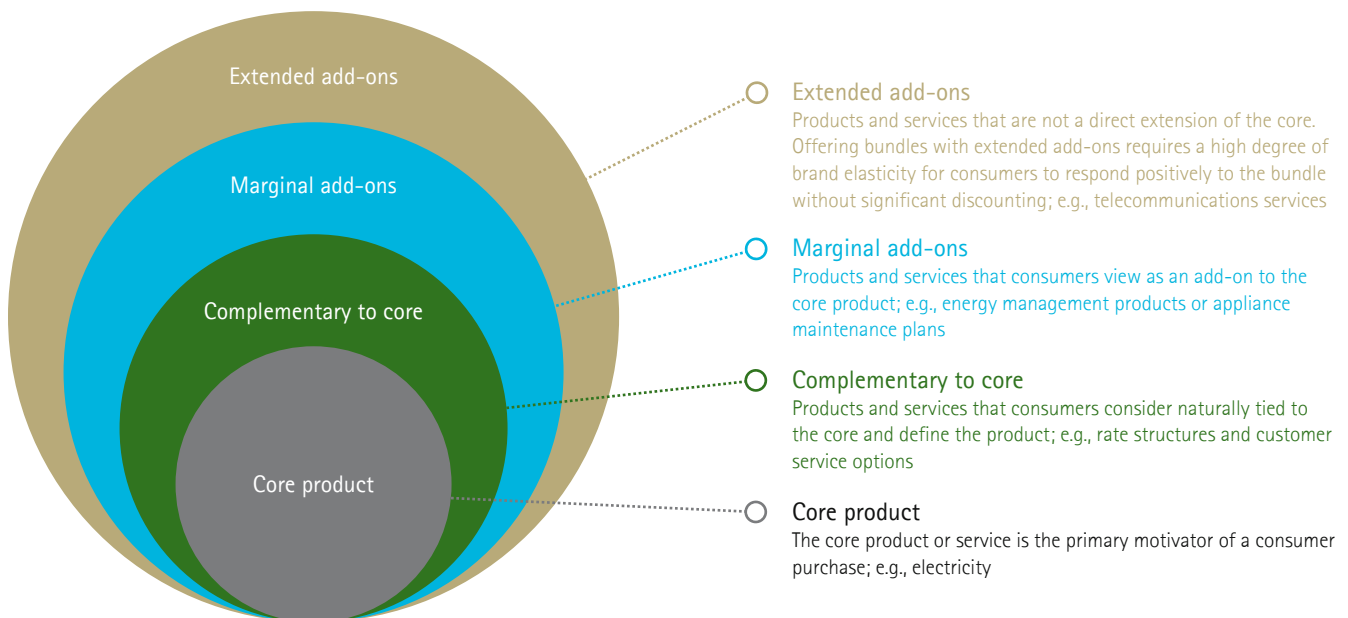 Extended add-ons
Marginal add-ons
Complementary to core
Core product
Extended add-ons
Products and services that are not a direct extension of the core.
Offering bundles with extended add-ons requires a high degree of
brand elasticity for consumers to respond positively to the bundle
without significant discounting; e.g., telecommunications services
Marginal add-ons
Products and services that consumers view as an add-on to the
core product; e.g., energy management products or appliance
maintenance plans
Complementary to core
Products and services that consumers consider naturally tied to
the core and define the product; e.g., rate structures and customer
service options
Core product
The core product or service is the primary motivator of a consumer
purchase; e.g., electricity